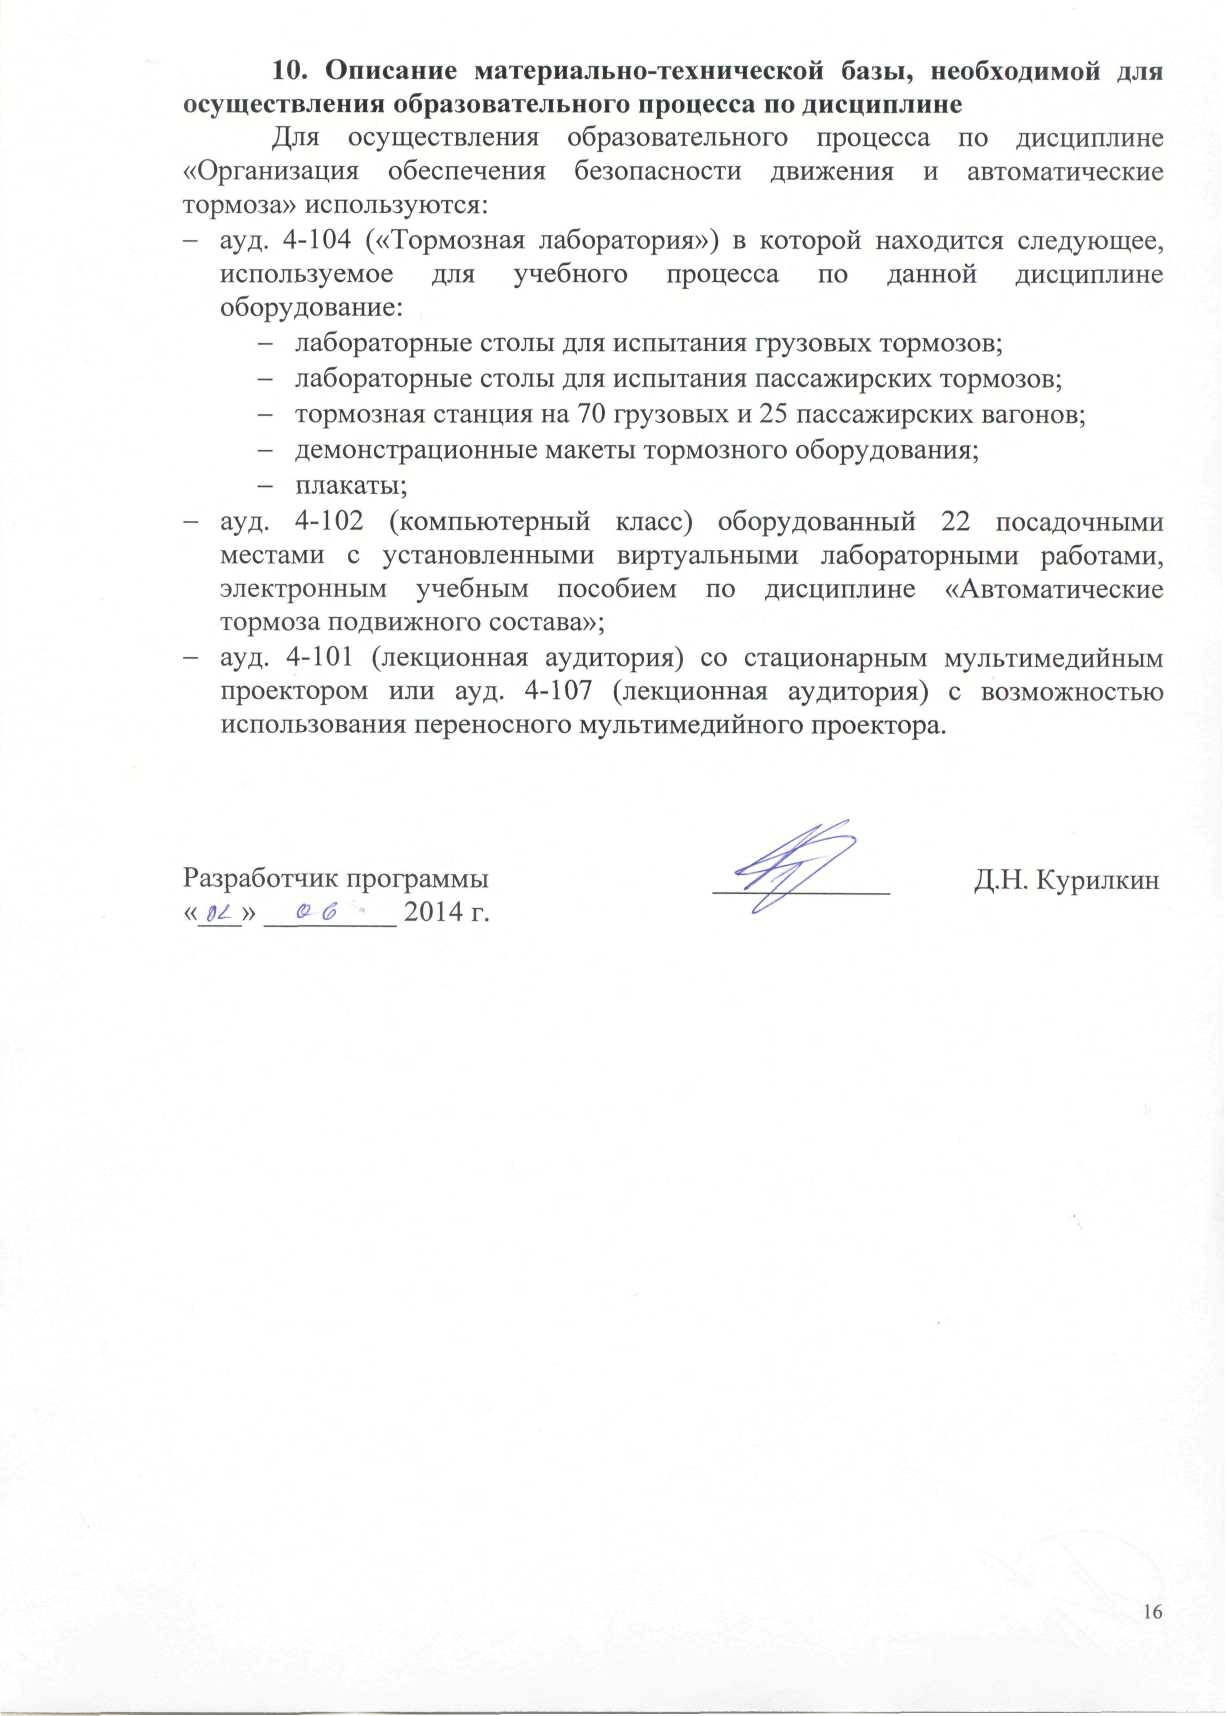 10. Описание материально-технической базы, необходимой для
осуществления образовательного процесса по дисциплине
Для осуществления образовательного процесса по дисциплине
«Организация обеспечения безопасности движения и автоматические
тормоза» используются:
– ауд. 4-104 («Тормозная лаборатория») в которой находится следующее,
используемое для учебного процесса по данной дисциплине
оборудование:
– лабораторные столы для испытания грузовых тормозов;
– лабораторные столы для испытания пассажирских тормозов;
– тормозная станция на 70 грузовых и 25 пассажирских вагонов;
– демонстрационные макеты тормозного оборудования;
– плакаты;
– ауд. 4-102 (компьютерный класс) оборудованный 22 посадочными
местами с установленными виртуальными лабораторными работами,
электронным учебным пособием по дисциплине «Автоматические
тормоза подвижного состава»;
– ауд. 4-101 (лекционная аудитория) со стационарным мультимедийным
проектором или ауд. 4-107 (лекционная аудитория) с возможностью
использования переносного мультимедийного проектора.
Разработчик программы Д.Н. Курилкин
« » 06 2014 г.
16